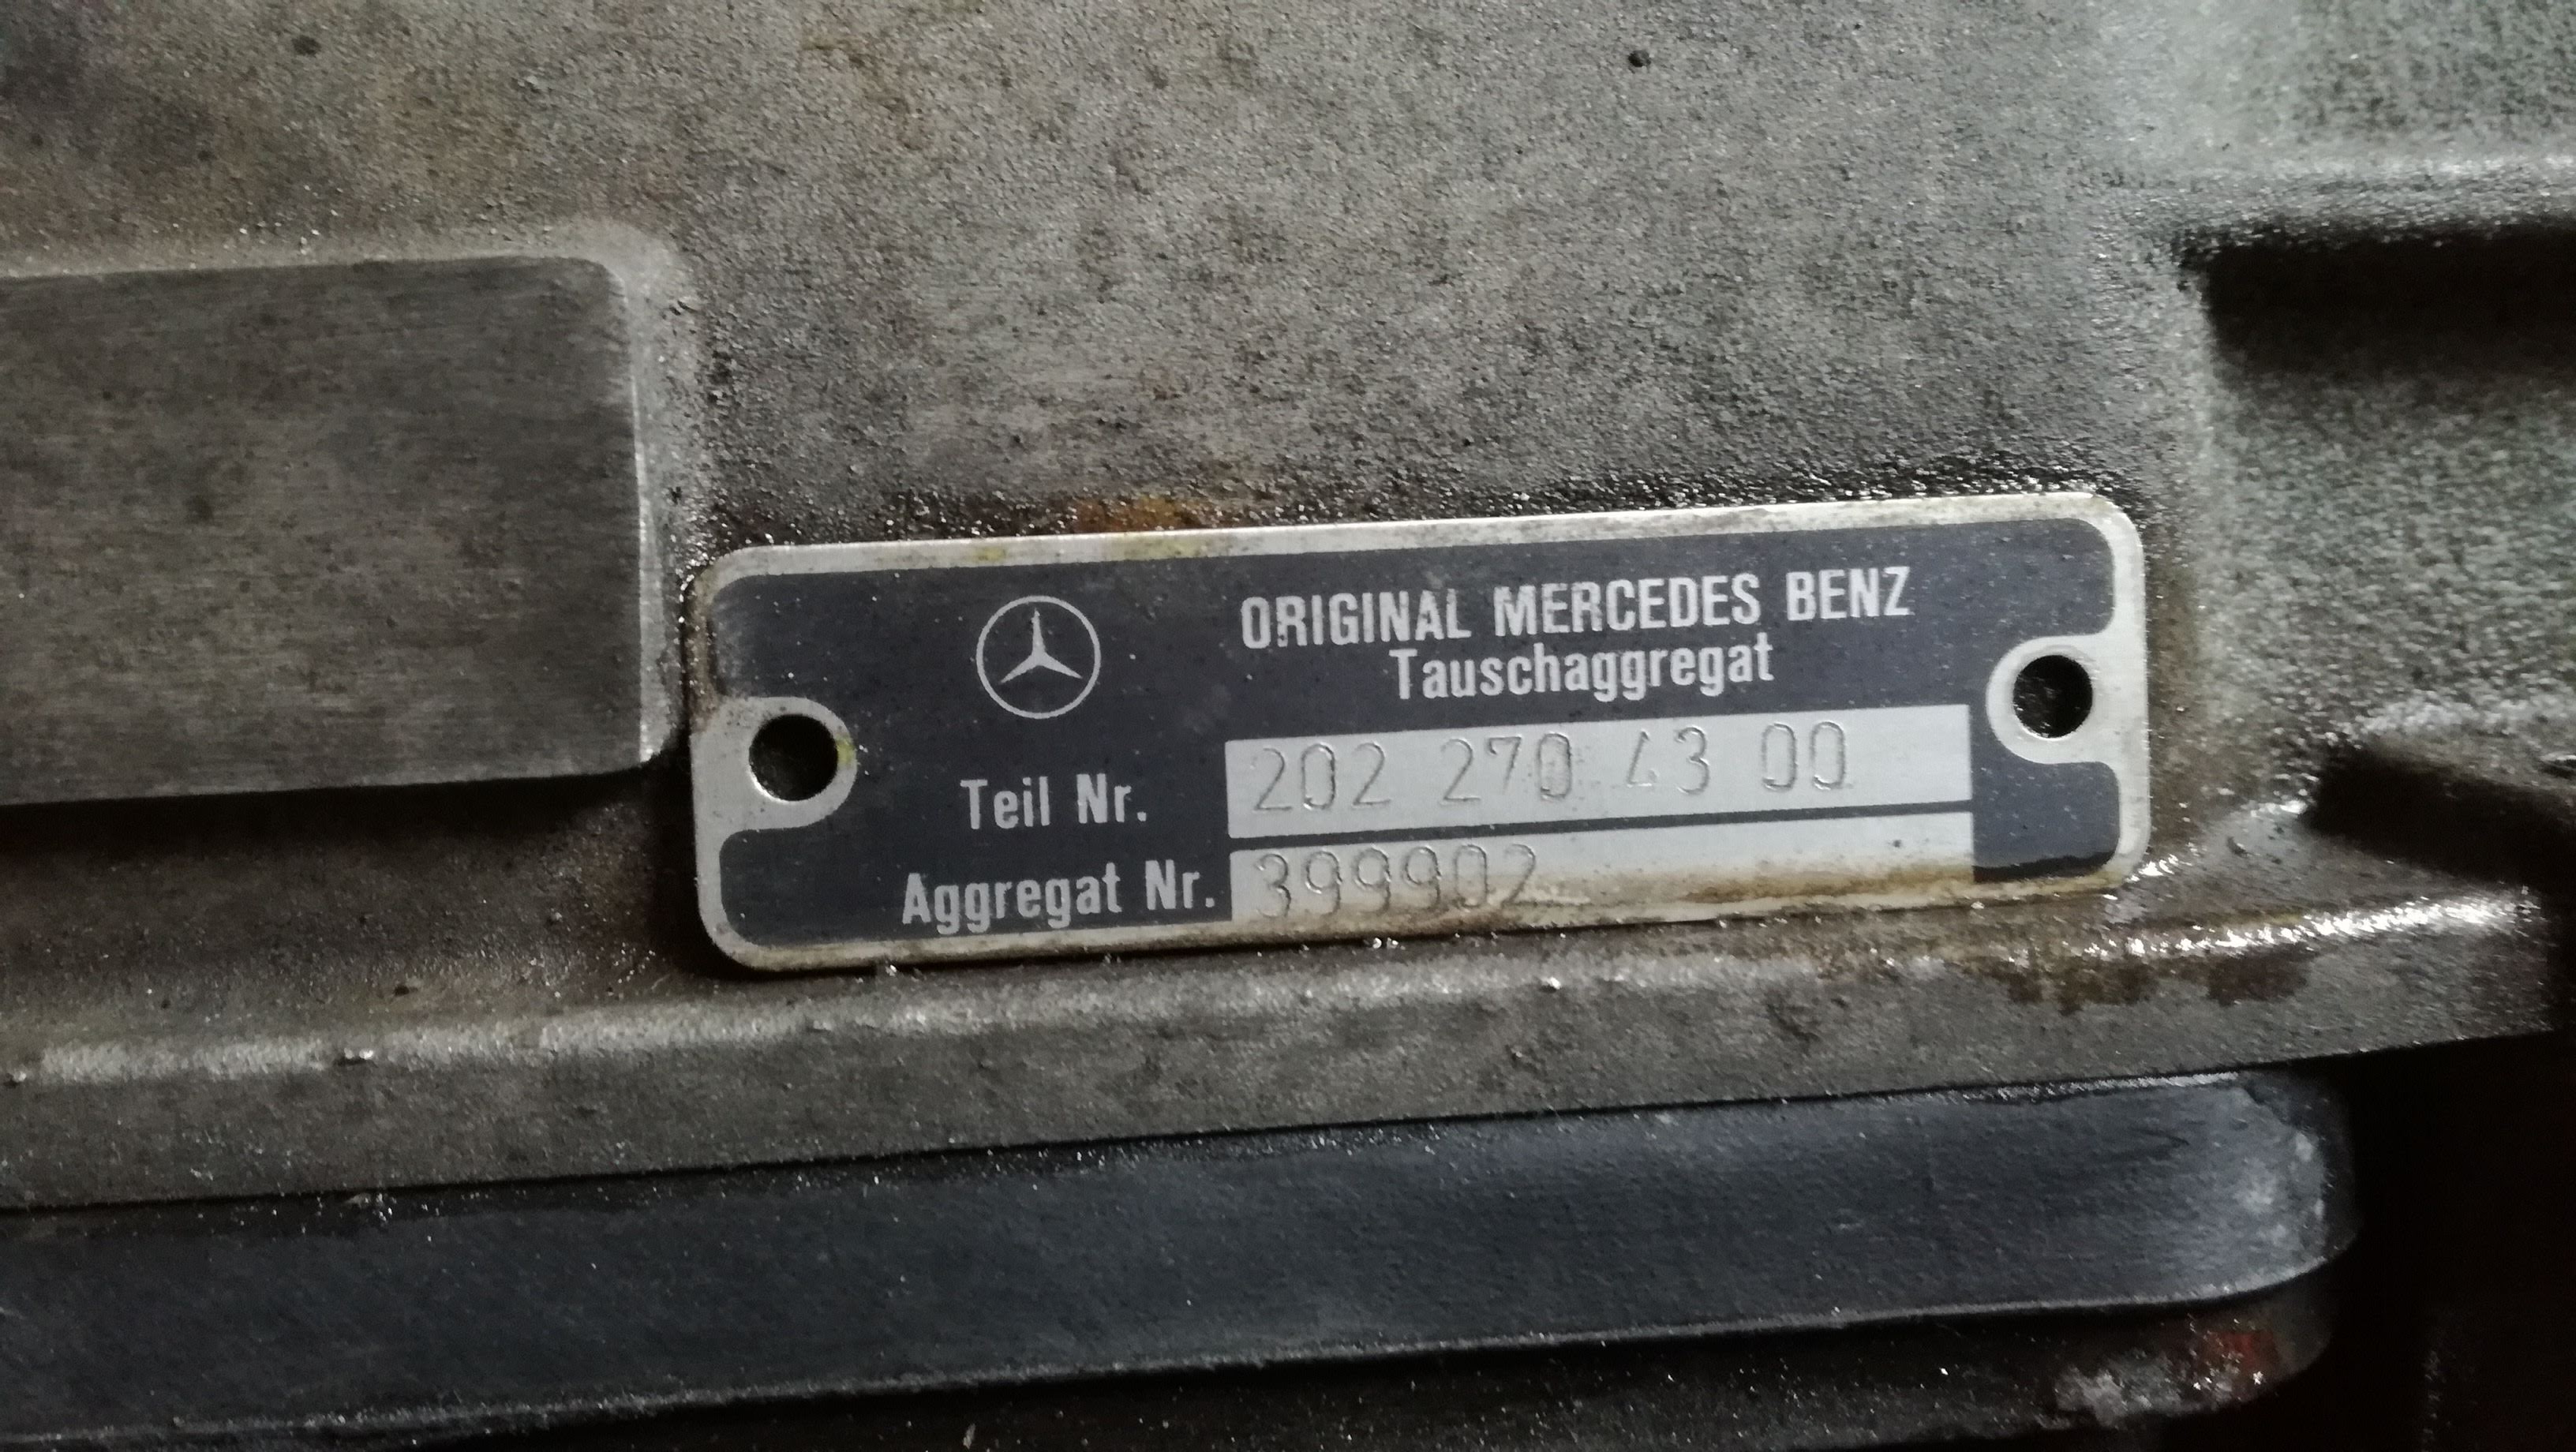 ORIGINAL MERCEDES BENZ
Tauschaggregat
Teil Nr. 202 270 43 00
Aggregat Nr. 399902